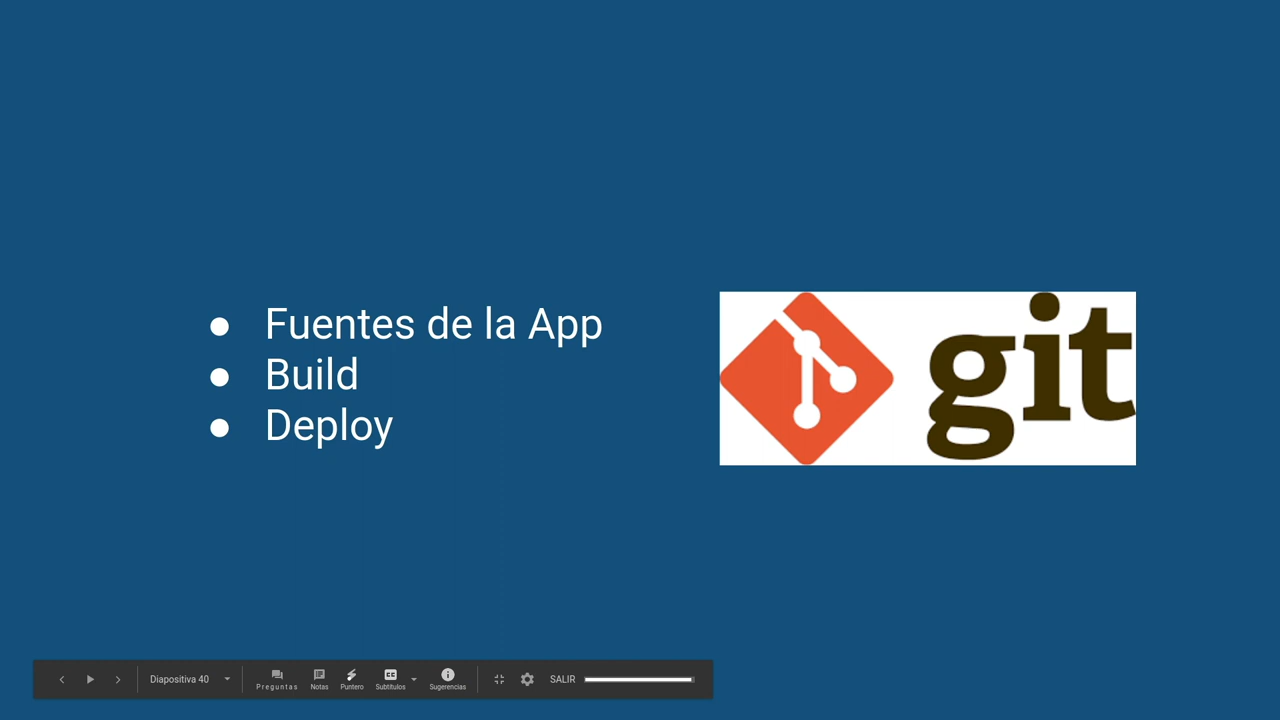 ● Fuentes de la App
● Build
● Deploy
git
Diapositiva 40
Preguntas
Notas
Puntero
Subtítulos
Sugerencias
SALIR